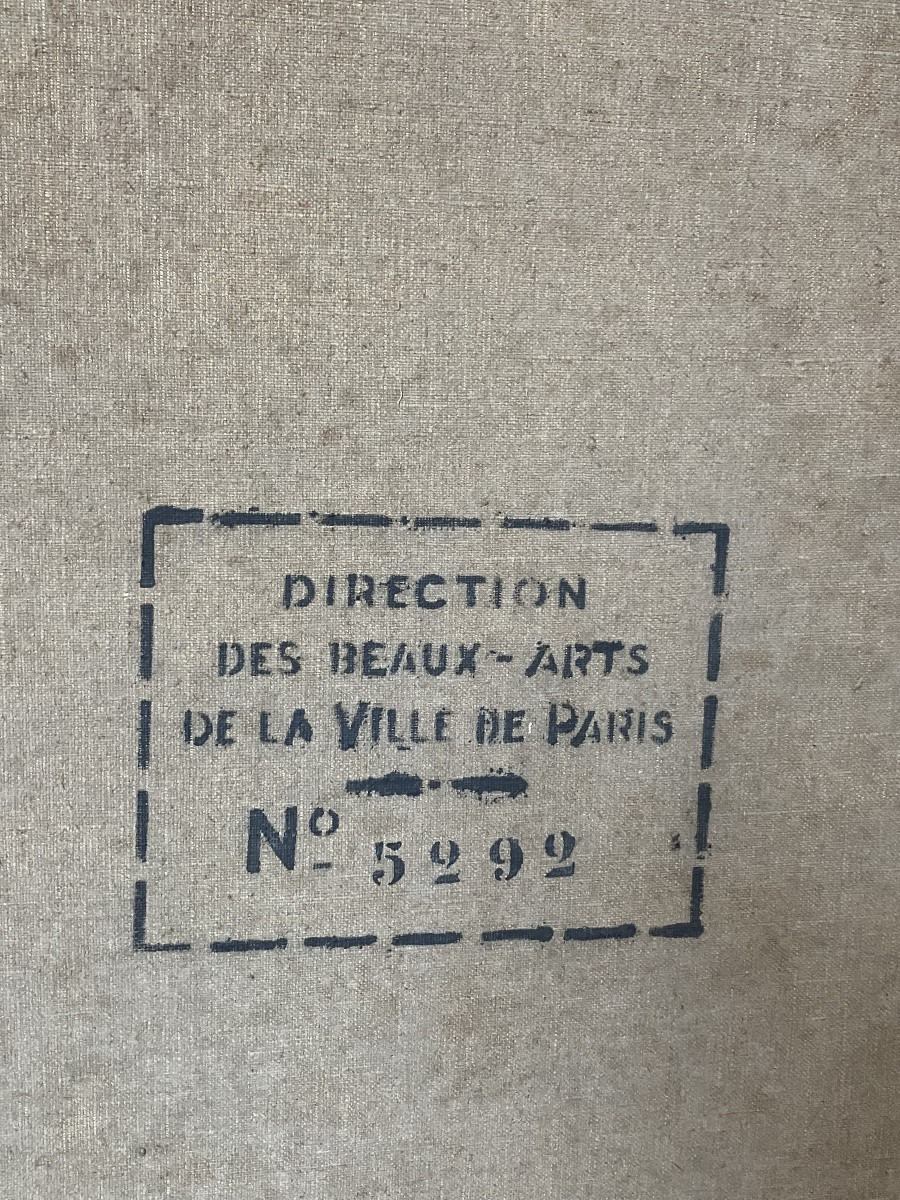 DIRECTION
DES BEAUX-ARTS
DE LA VILLE DE PARIS
Nº 5292